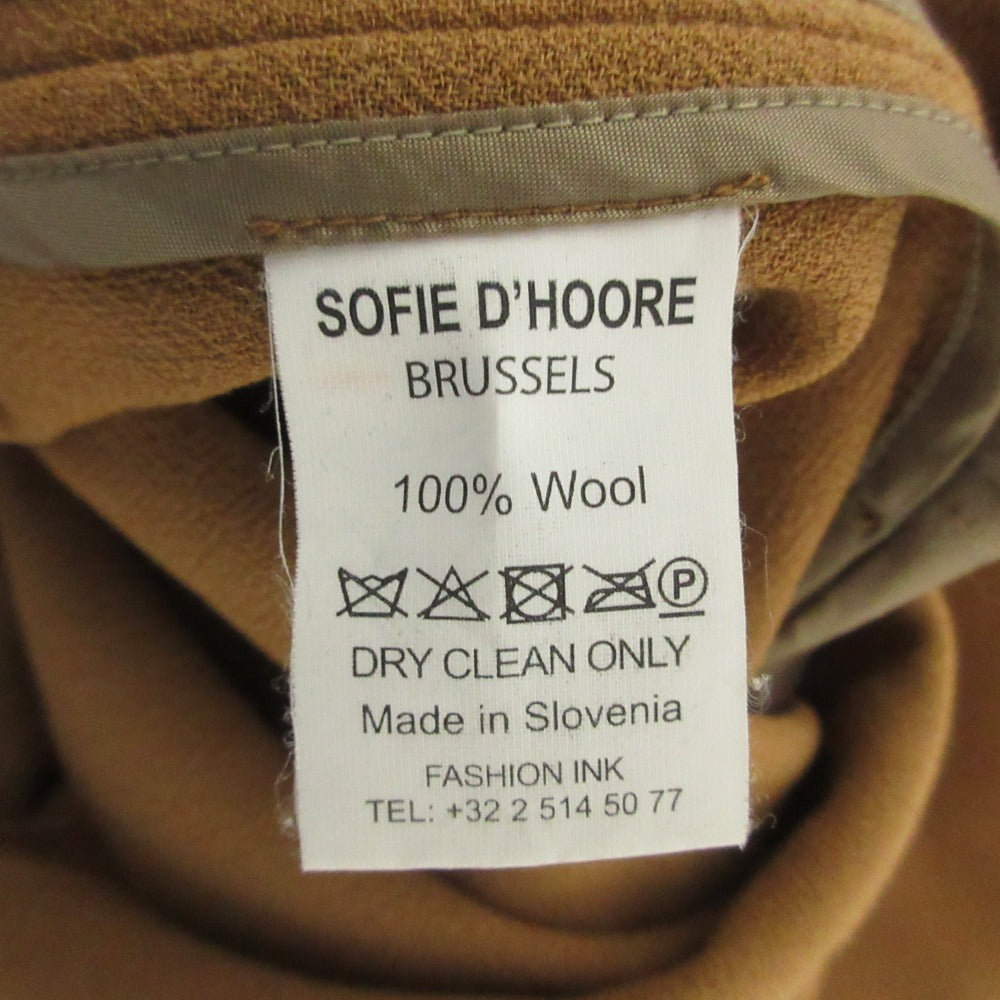 SOFIE D'HOORE
BRUSSELS
100% Wool
P
DRY CLEAN ONLY
Made in Slovenia
FASHION INK
TEL: +32 2 514 50 77